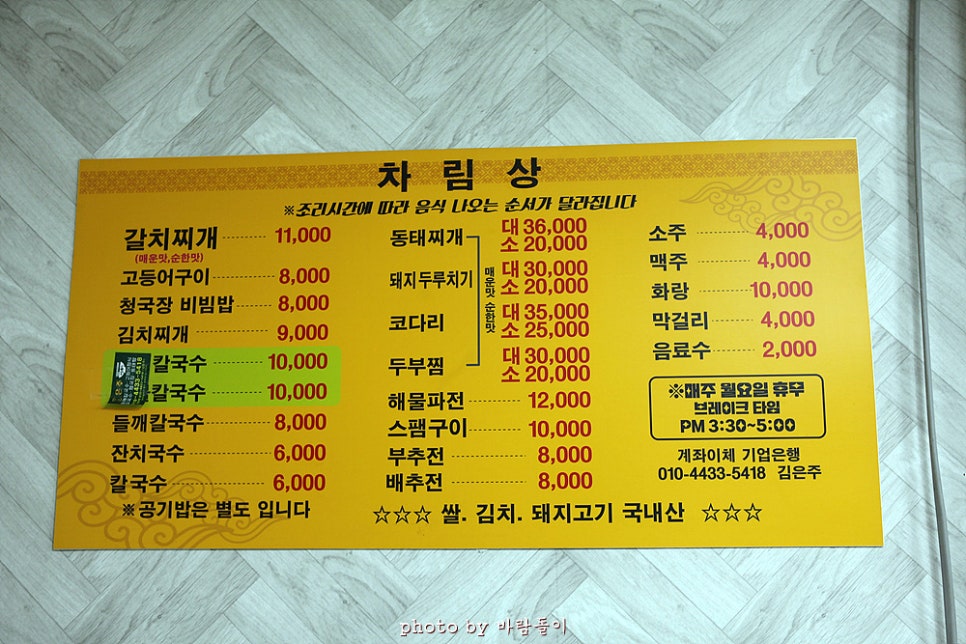 차림상
※조리시간에 따라 음식 나오는 순서가 달라집니다
갈치찌개 11,000
(매운맛,순한맛)
고등어구이 8,000
청국장 비빔밥 8,000
김치찌개 9,000
칼국수 10,000
칼국수 10,000
들깨칼국수 8,000
잔치국수 6,000
칼국수 6,000
※공기밥은 별도 입니다
동태찌개 대 36,000
소 20,000
돼지두루치기 대 30,000
소 20,000
코다리 대 35,000
소 25,000
두부찜 대 30,000
소 20,000
매운맛 순한맛
해물파전 12,000
스팸구이 10,000
부추전 8,000
배추전 8,000
☆☆☆ 쌀. 김치. 돼지고기 국내산 ☆☆☆
소주 4,000
맥주 4,000
화랑 10,000
막걸리 4,000
음료수 2,000
※매주 월요일 휴무
브레이크 타임
PM 3:30~5:00
계좌이체 기업은행
010-4433-5418 김은주
photo by 바람돌이